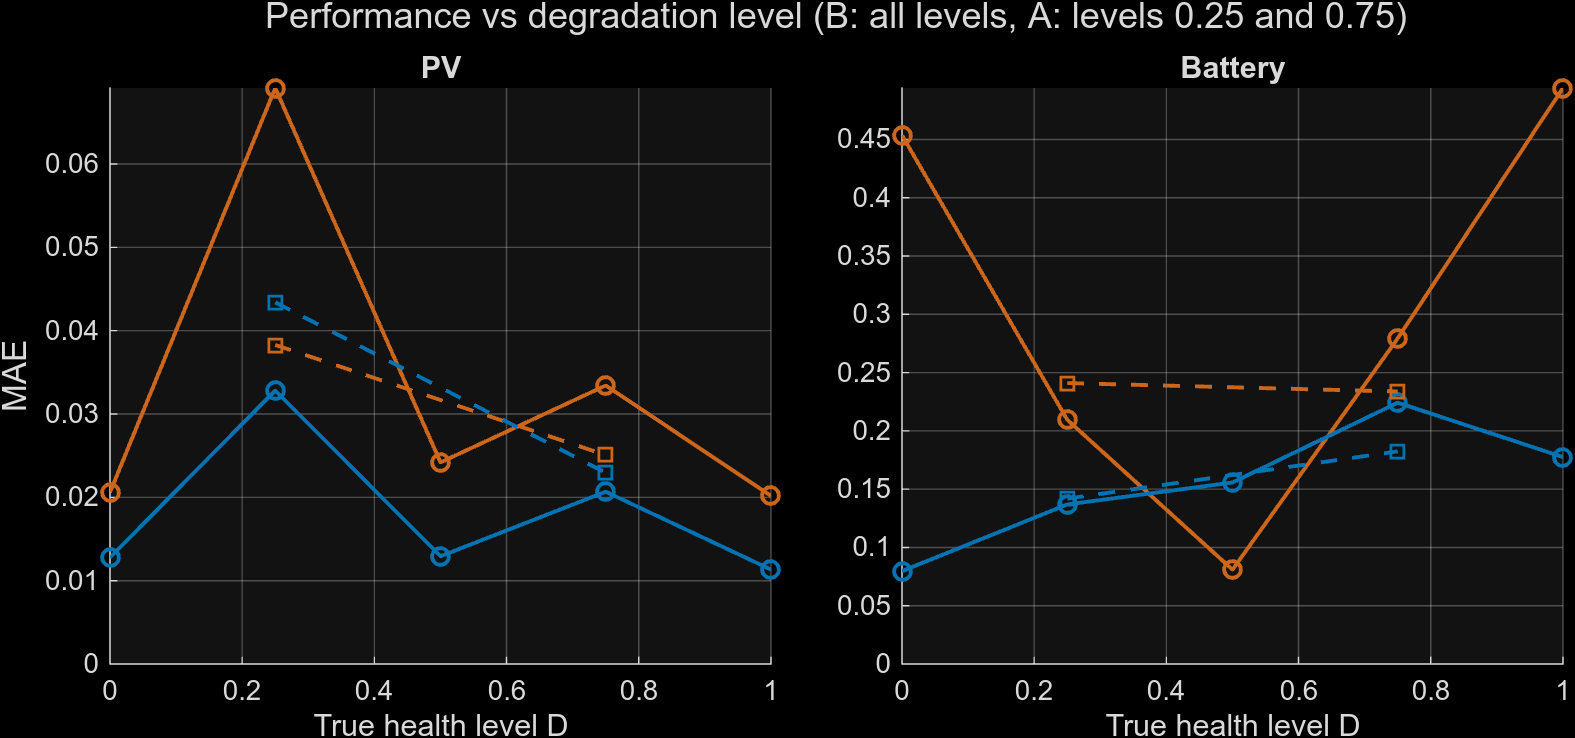 Performance vs degradation level (B: all levels, A: levels 0.25 and 0.75)
PV
MAE
0.06
0.05
0.04
0.03
0.02
0.01
0
0 0.2 0.4 0.6 0.8 1
True health level D
Battery
0.45
0.4
0.35
0.3
0.25
0.2
0.15
0.1
0.05
0
0 0.2 0.4 0.6 0.8 1
True health level D